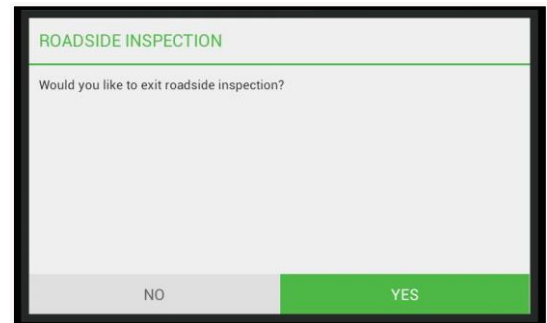 ROADSIDE INSPECTION
Would you like to exit roadside inspection?
NO
YES